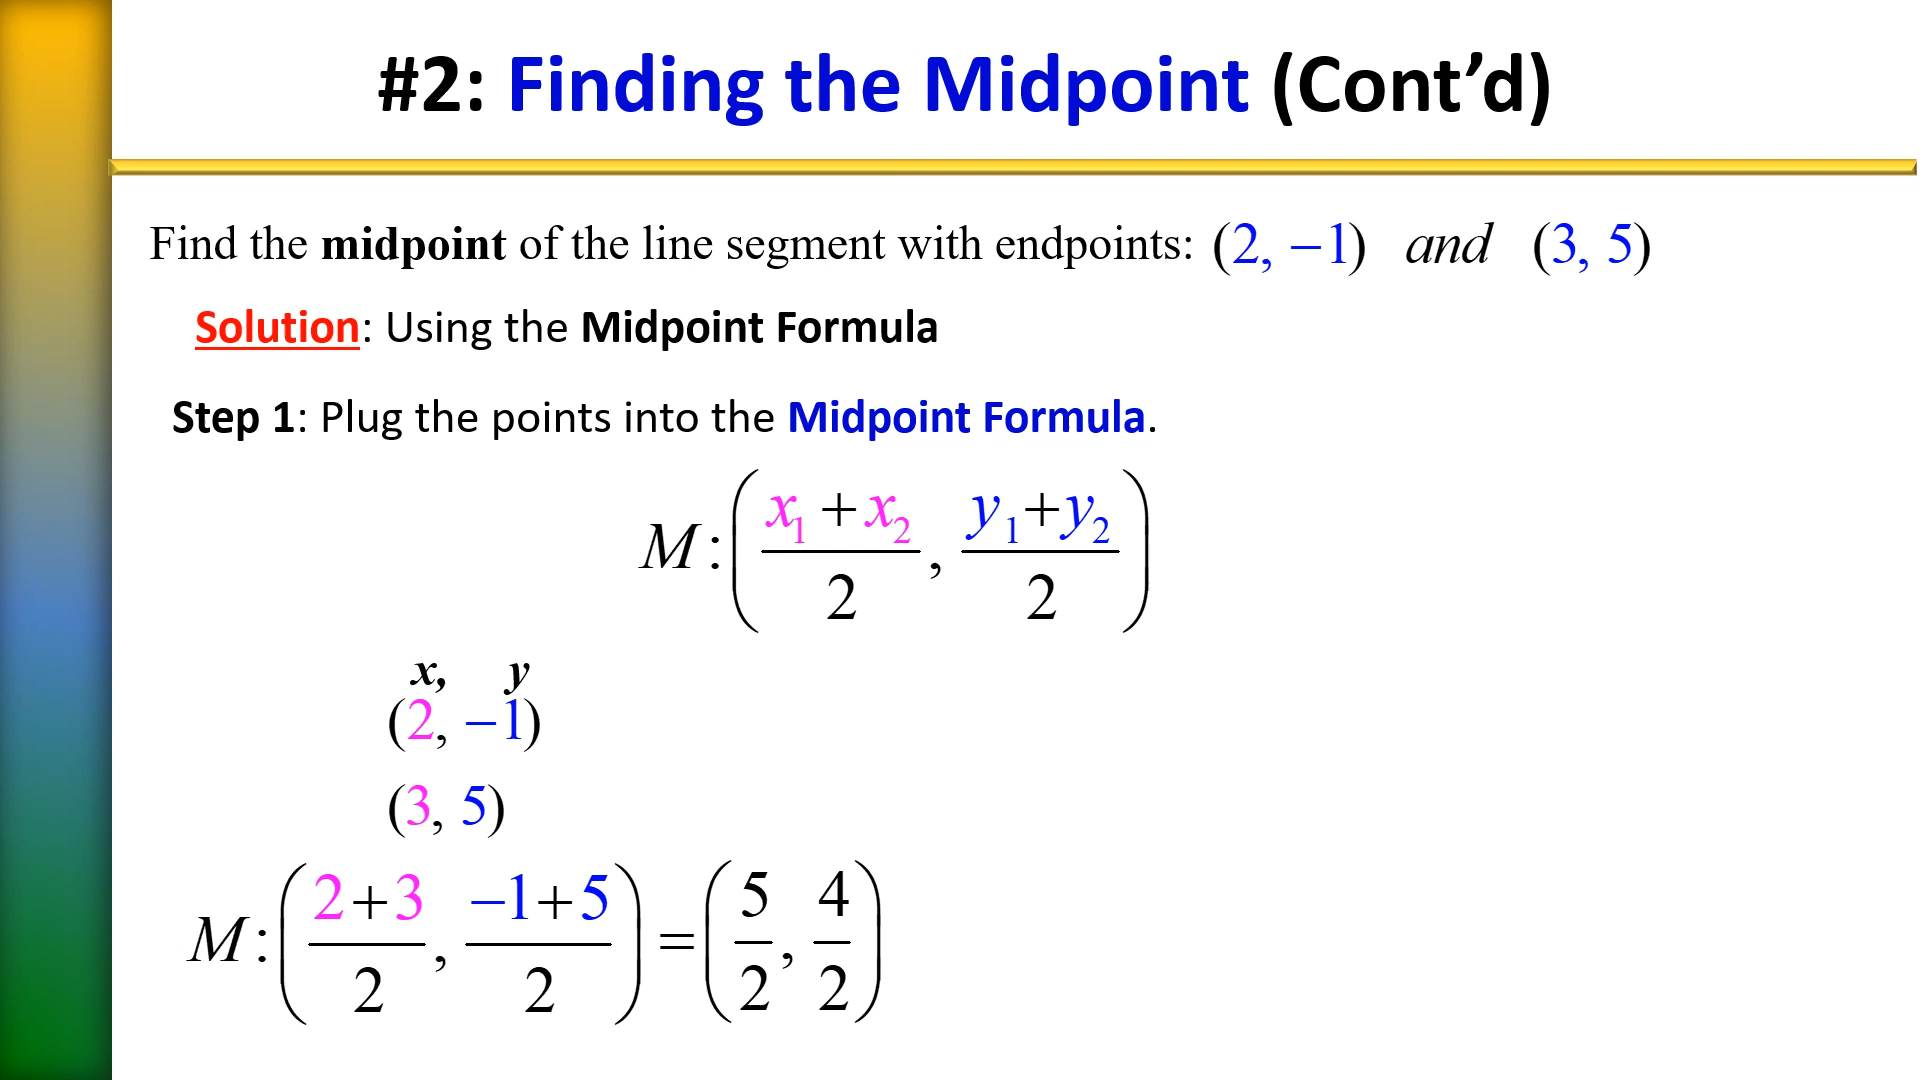 #2: Finding the Midpoint (Cont’d)
Find the midpoint of the line segment with endpoints: (2, −1) and (3, 5)
Solution: Using the Midpoint Formula
Step 1: Plug the points into the Midpoint Formula.
M : ( x₁ + x₂ / 2 , y₁ + y₂ / 2 )
x, y
(2, −1)
(3, 5)
M : ( 2 + 3 / 2 , −1 + 5 / 2 ) = ( 5 / 2 , 4 / 2 )